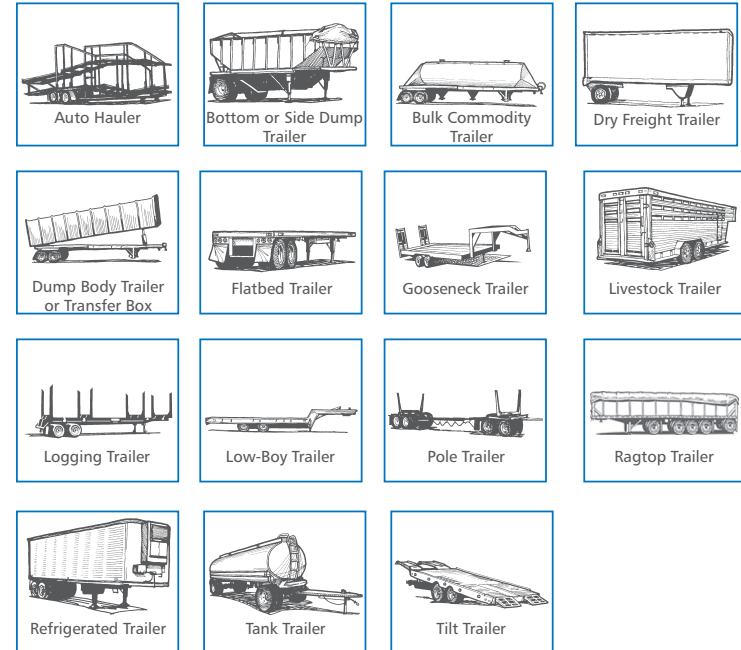 Auto Hauler
Bottom or Side Dump
Trailer
Bulk Commodity
Trailer
Dry Freight Trailer
Dump Body Trailer
or Transfer Box
Flatbed Trailer
Gooseneck Trailer
Livestock Trailer
Logging Trailer
Low-Boy Trailer
Pole Trailer
Ragtop Trailer
Refrigerated Trailer
Tank Trailer
Tilt Trailer